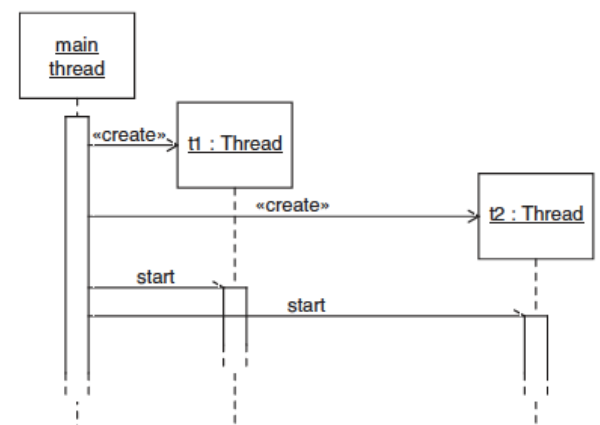 main
thread
«create»
t1 : Thread
«create»
t2 : Thread
start
start